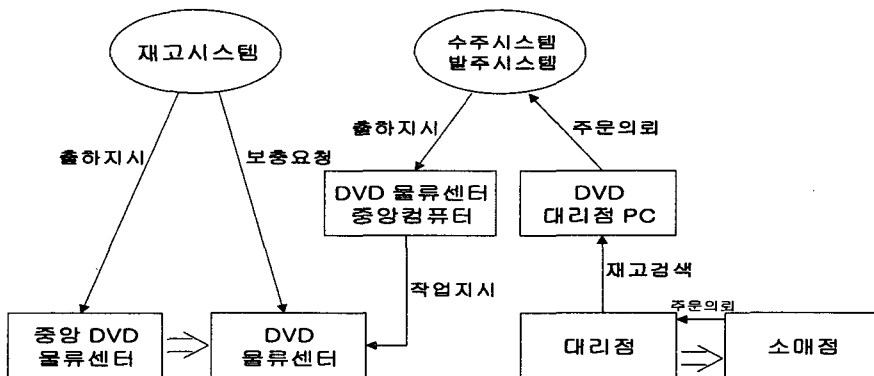 재고시스템
수주시스템
발주시스템
출하지시
보충요청
출하지시
주문의뢰
DVD 물류센터
중앙컴퓨터
DVD
대리점 PC
작업지시
재고검색
주문의뢰
중앙 DVD
물류센터
DVD
물류센터
대리점
소매점